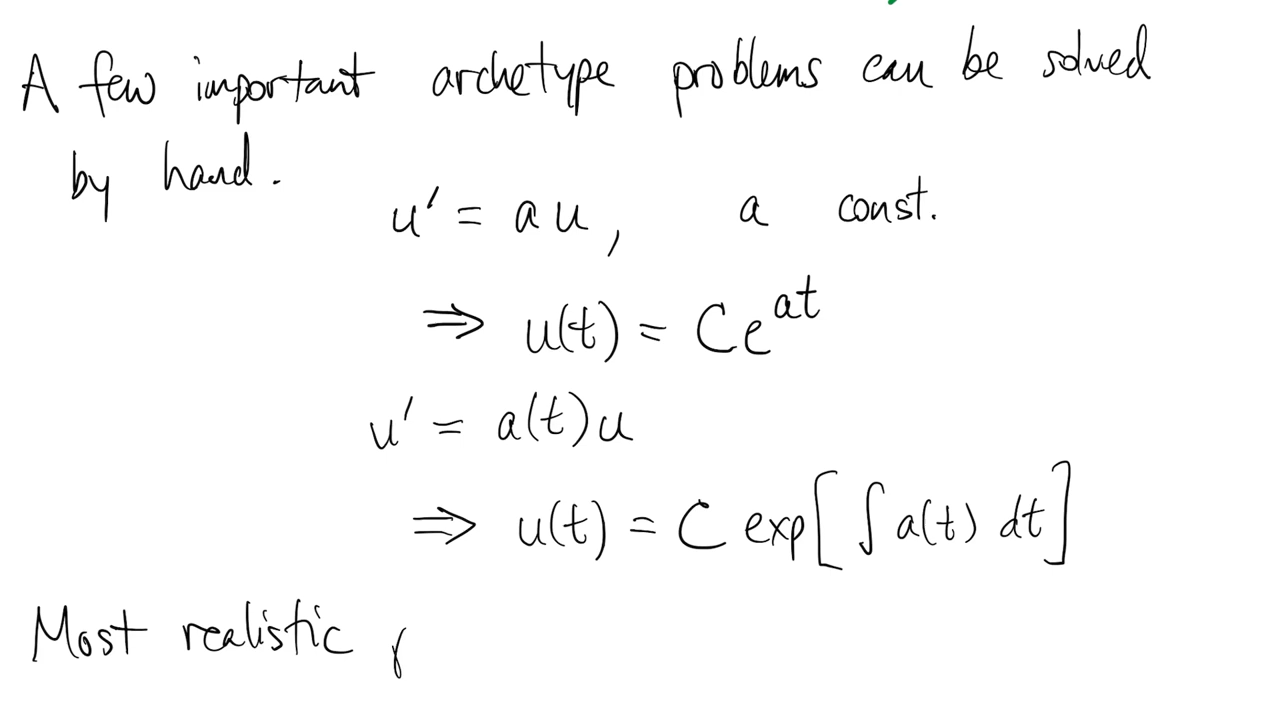 A few important archetype problems can be solved
by hand.
u' = au, a const.
⇒ u(t) = Ce^{at}
u' = a(t)u
⇒ u(t) = C exp[∫ a(t) dt]
Most realistic